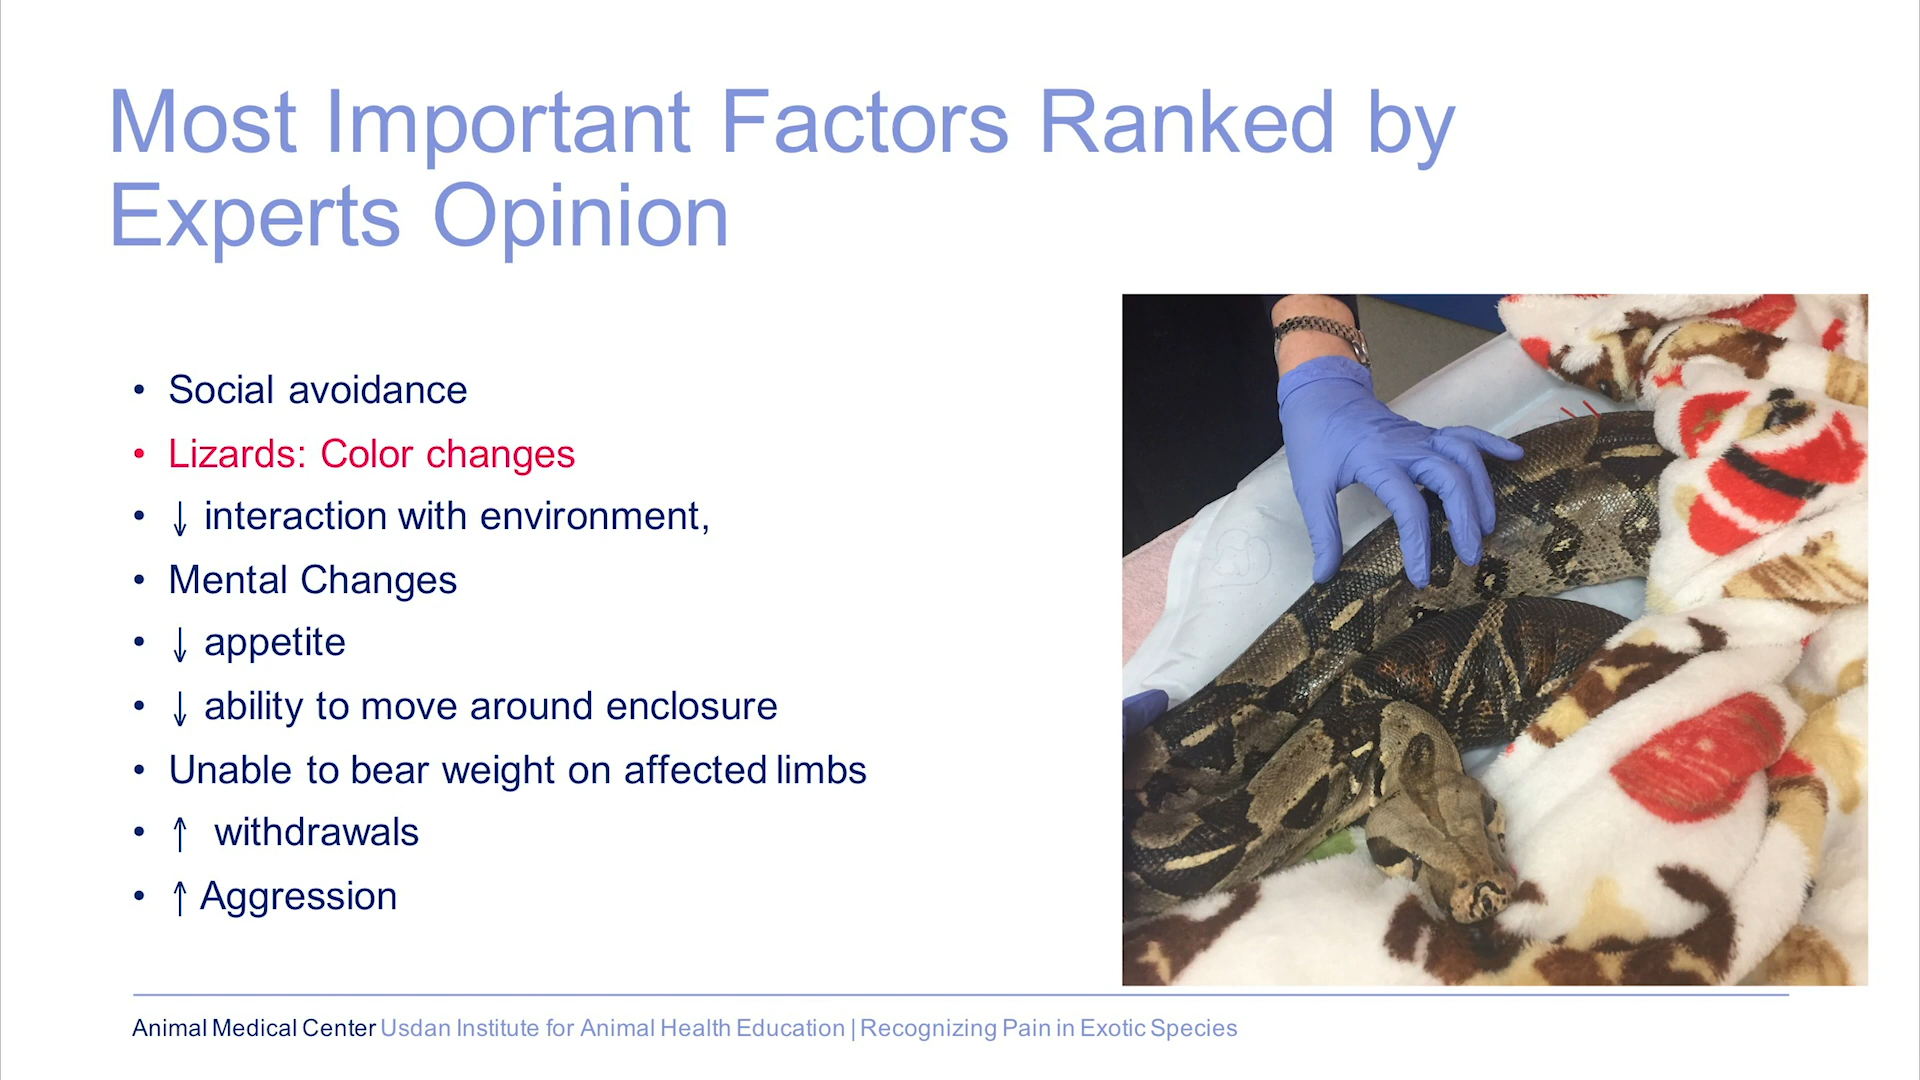 Most Important Factors Ranked by
Experts Opinion
• Social avoidance
• Lizards: Color changes
• ↓ interaction with environment,
• Mental Changes
• ↓ appetite
• ↓ ability to move around enclosure
• Unable to bear weight on affected limbs
• ↑ withdrawals
• ↑ Aggression
Animal Medical Center Usdan Institute for Animal Health Education | Recognizing Pain in Exotic Species